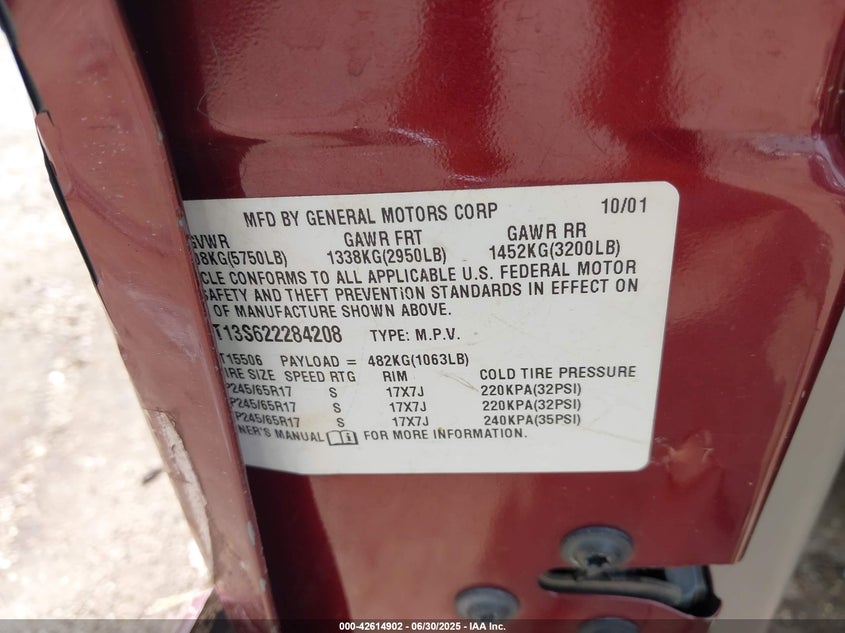 MFD BY GENERAL MOTORS CORP 10/01
GVWR GAWR FRT GAWR RR
8KG(5750LB) 1338KG(2950LB) 1452KG(3200LB)
CLE CONFORMS TO ALL APPLICABLE U.S. FEDERAL MOTOR
SAFETY AND THEFT PREVENTION STANDARDS IN EFFECT ON
OF MANUFACTURE SHOWN ABOVE.
T13S622284208 TYPE: M.P.V.
T15506 PAYLOAD = 482KG(1063LB)
IRE SIZE SPEED RTG RIM COLD TIRE PRESSURE
P245/65R17 S 17X7J 220KPA(32PSI)
P245/65R17 S 17X7J 220KPA(32PSI)
P245/65R17 S 17X7J 240KPA(35PSI)
NER'S MANUAL FOR MORE INFORMATION.
000-42614902 - 06/30/2025 - IAA Inc.